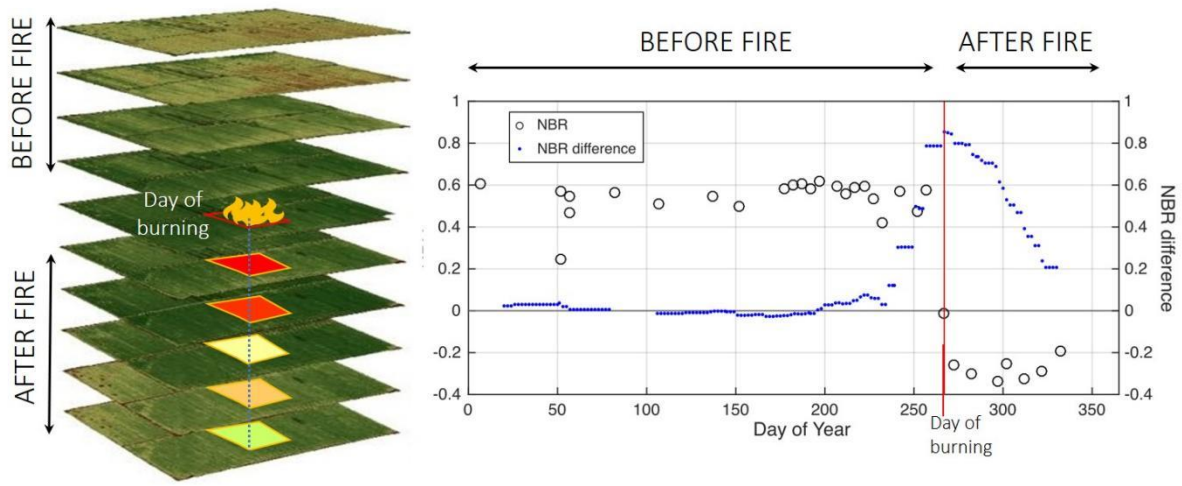 BEFORE FIRE
Day of
burning
AFTER FIRE
BEFORE FIRE
AFTER FIRE
NBR
NBR difference
1
0.8
0.6
0.4
0.2
0
-0.2
-0.4
1
0.8
0.6
0.4
0.2
0
-0.2
-0.4
NBR difference
0
50
100
150
200
250
300
350
Day of Year
Day of
burning